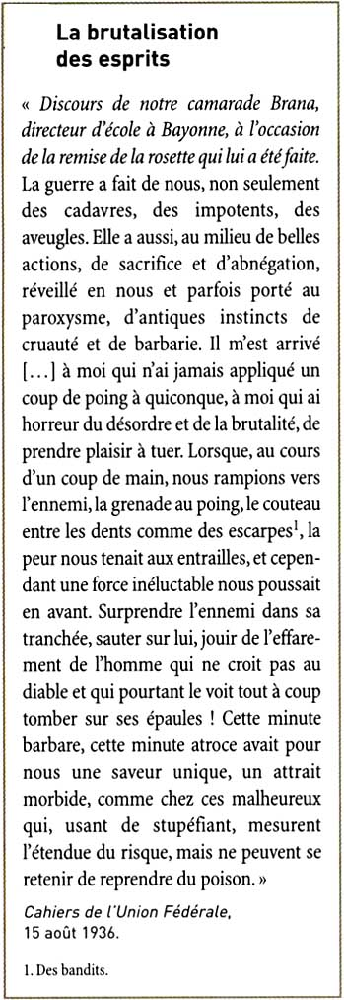 La brutalisation
des esprits
« Discours de notre camarade Brana,
directeur d'école à Bayonne, à l'occasion
de la remise de la rosette qui lui a été faite.
La guerre a fait de nous, non seulement
des cadavres, des impotents, des
aveugles. Elle a aussi, au milieu de belles
actions, de sacrifice et d'abnégation,
réveillé en nous et parfois porté au
paroxysme, d'antiques instincts de
cruauté et de barbarie. Il m'est arrivé
[…] à moi qui n'ai jamais appliqué un
coup de poing à quiconque, à moi qui ai
horreur du désordre et de la brutalité, de
prendre plaisir à tuer. Lorsque, au cours
d'un coup de main, nous rampions vers
l'ennemi, la grenade au poing, le couteau
entre les dents comme des escarpes¹, la
peur nous tenait aux entrailles, et cepen-
dant une force inéluctable nous poussait
en avant. Surprendre l'ennemi dans sa
tranchée, sauter sur lui, jouir de l'effare-
ment de l'homme qui ne croit pas au
diable et qui pourtant le voit tout à coup
tomber sur ses épaules ! Cette minute
barbare, cette minute atroce avait pour
nous une saveur unique, un attrait
morbide, comme chez ces malheureux
qui, usant de stupéfiant, mesurent
l'étendue du risque, mais ne peuvent se
retenir de reprendre du poison. »
Cahiers de l'Union Fédérale,
15 août 1936.
1. Des bandits.